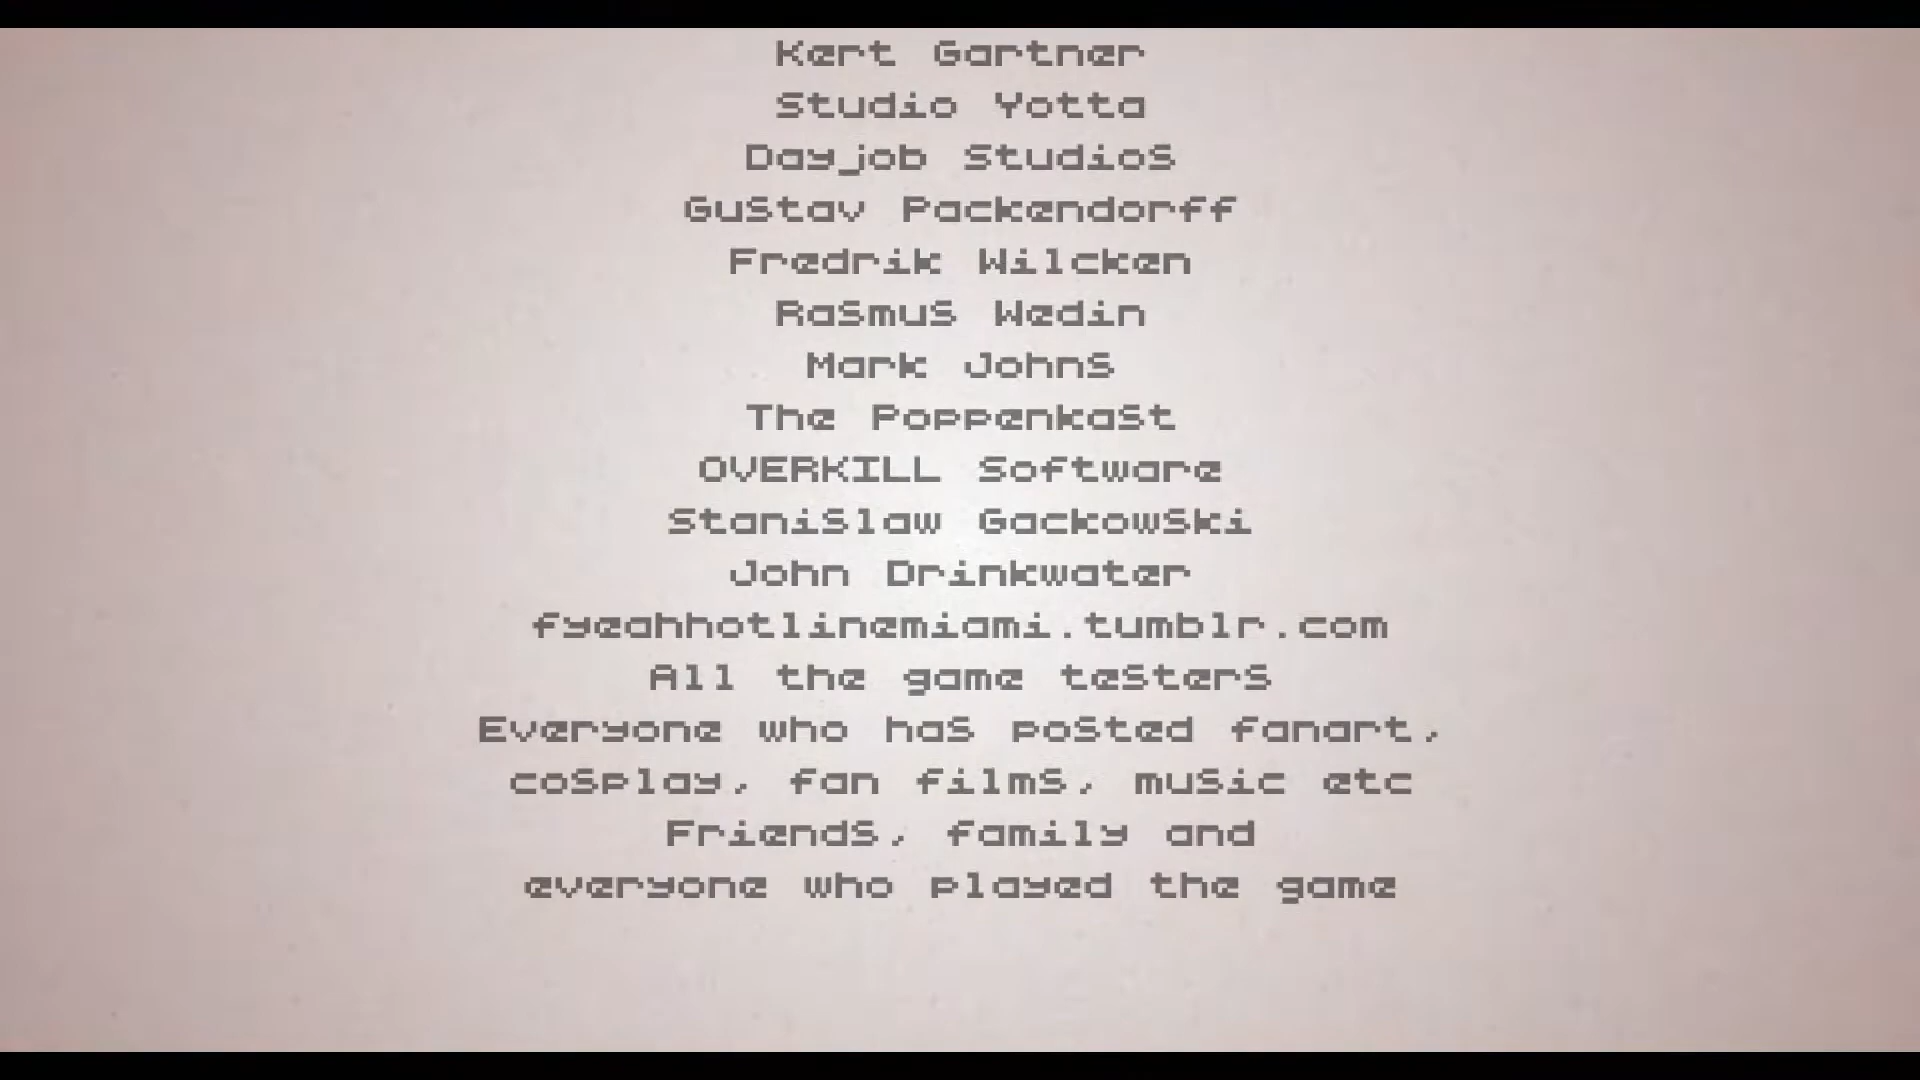 Kert Gartner
Studio Yotta
Dayjob Studios
Gustav Packendorff
Fredrik Wilcken
Rasmus Wedin
Mark Johns
The Poppenkast
OVERKILL Software
Stanislaw Gackowski
John Drinkwater
fyeahhotlinemiami.tumblr.com
All the game testers
Everyone who has posted fanart,
cosplay, fan films, music etc
Friends, family and
everyone who played the game